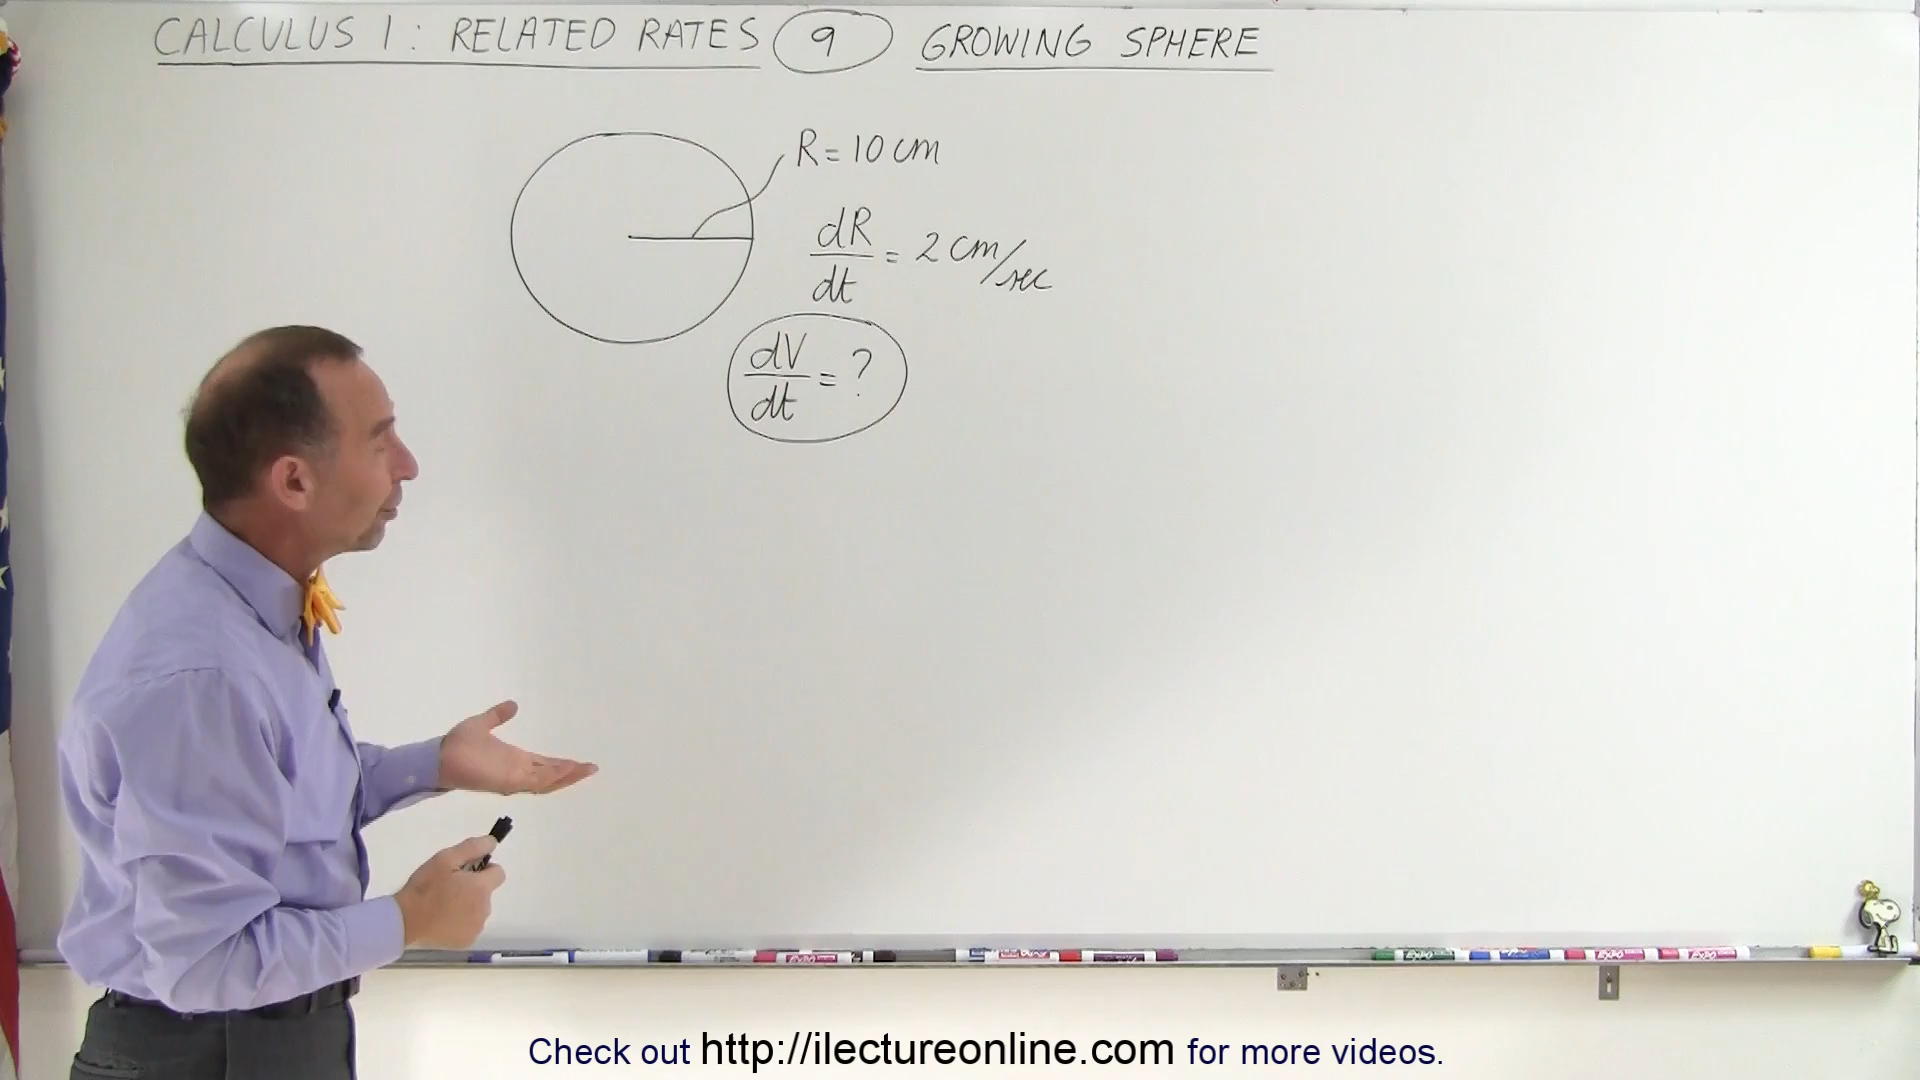 CALCULUS 1: RELATED RATES 9 GROWING SPHERE
R = 10 cm
dR/dt = 2 cm/sec
dV/dt = ?
Check out http://ilectureonline.com for more videos.